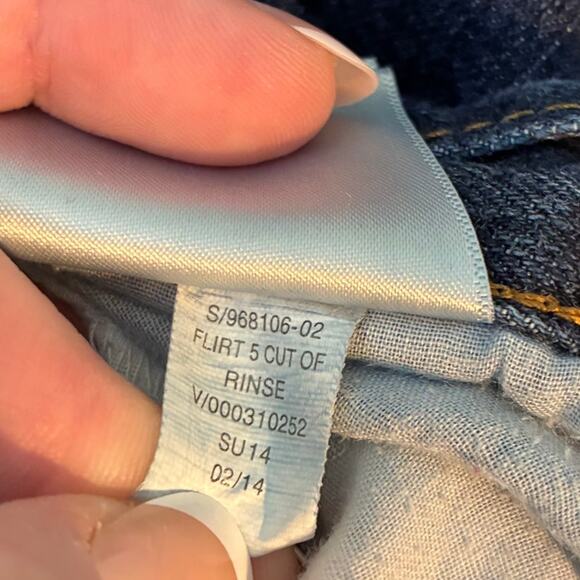 S/968106-02
FLIRT 5 CUT OF
RINSE
V/000310252
SU14
02/14